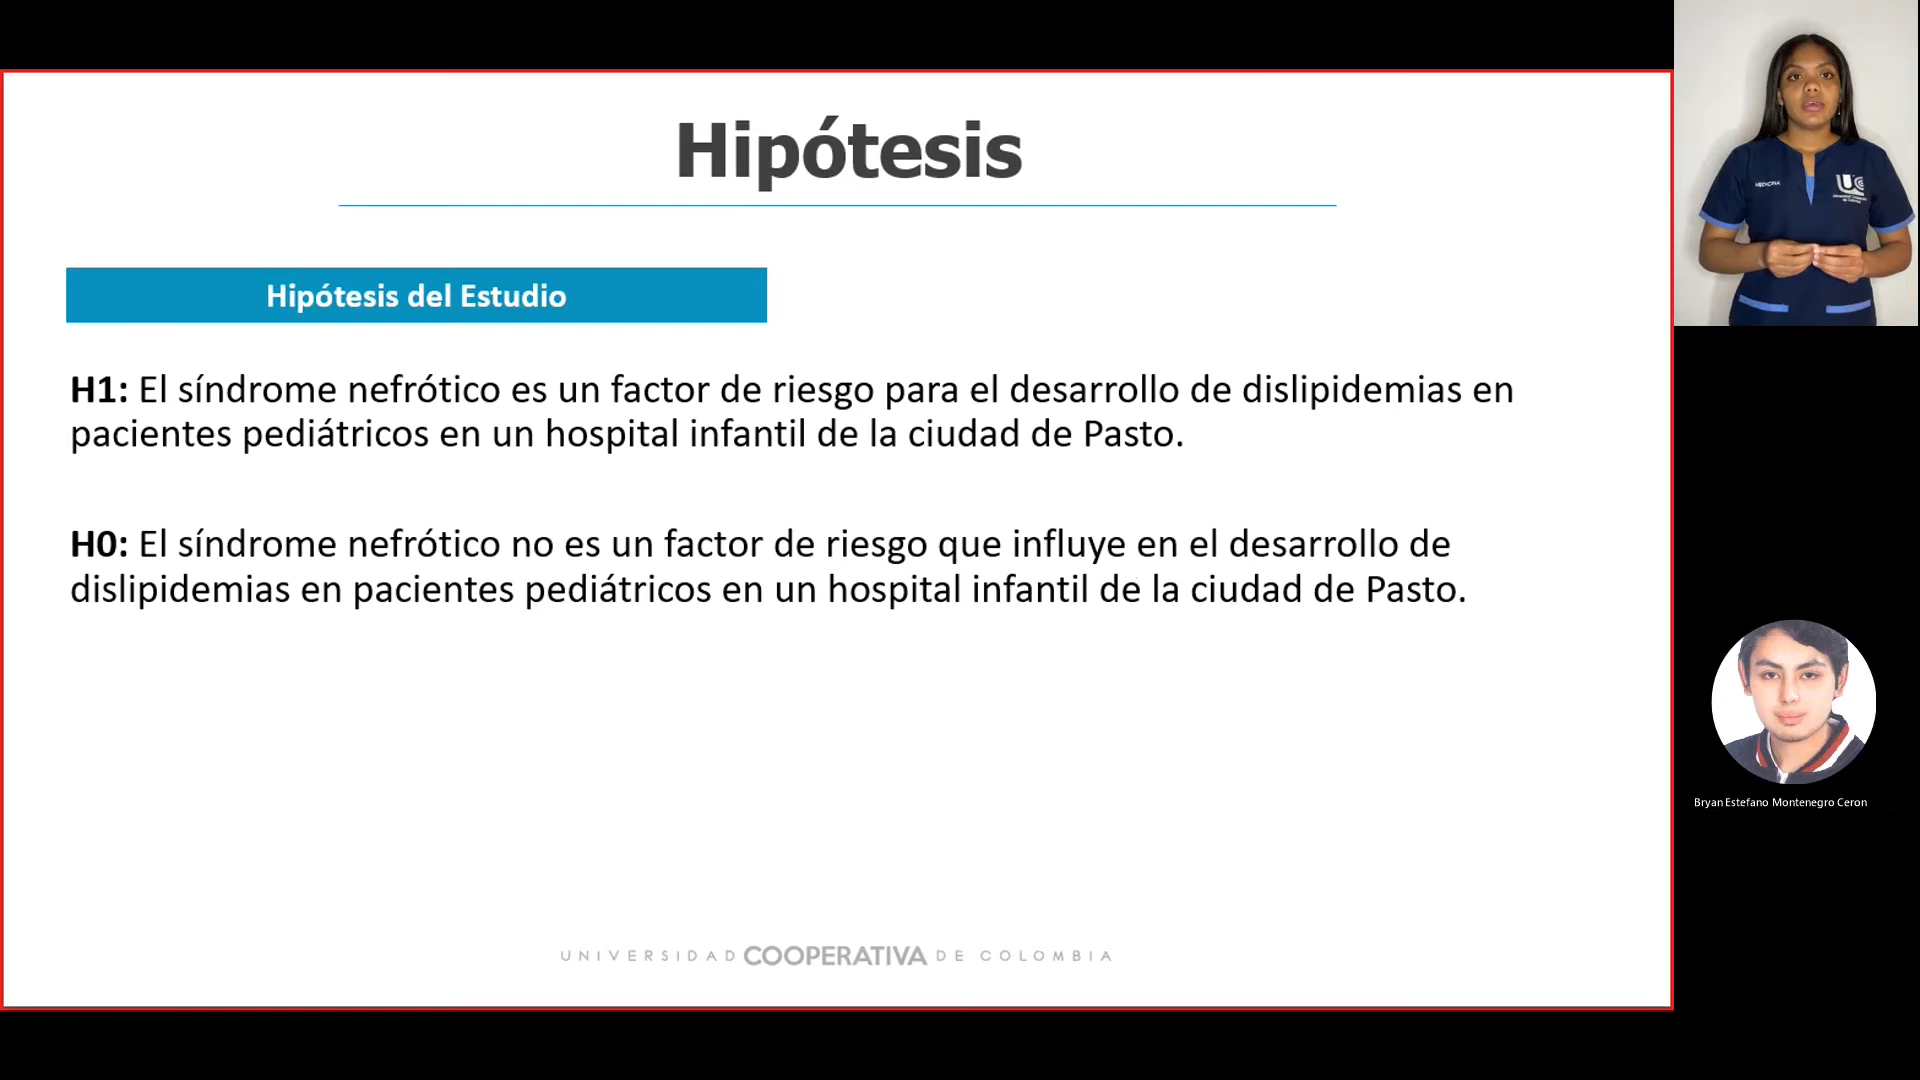 Hipótesis
Hipótesis del Estudio
H1: El síndrome nefrótico es un factor de riesgo para el desarrollo de dislipidemias en
pacientes pediátricos en un hospital infantil de la ciudad de Pasto.
H0: El síndrome nefrótico no es un factor de riesgo que influye en el desarrollo de
dislipidemias en pacientes pediátricos en un hospital infantil de la ciudad de Pasto.
UNIVERSIDAD COOPERATIVA DE COLOMBIA
MEDICINA
Bryan Estefano Montenegro Ceron